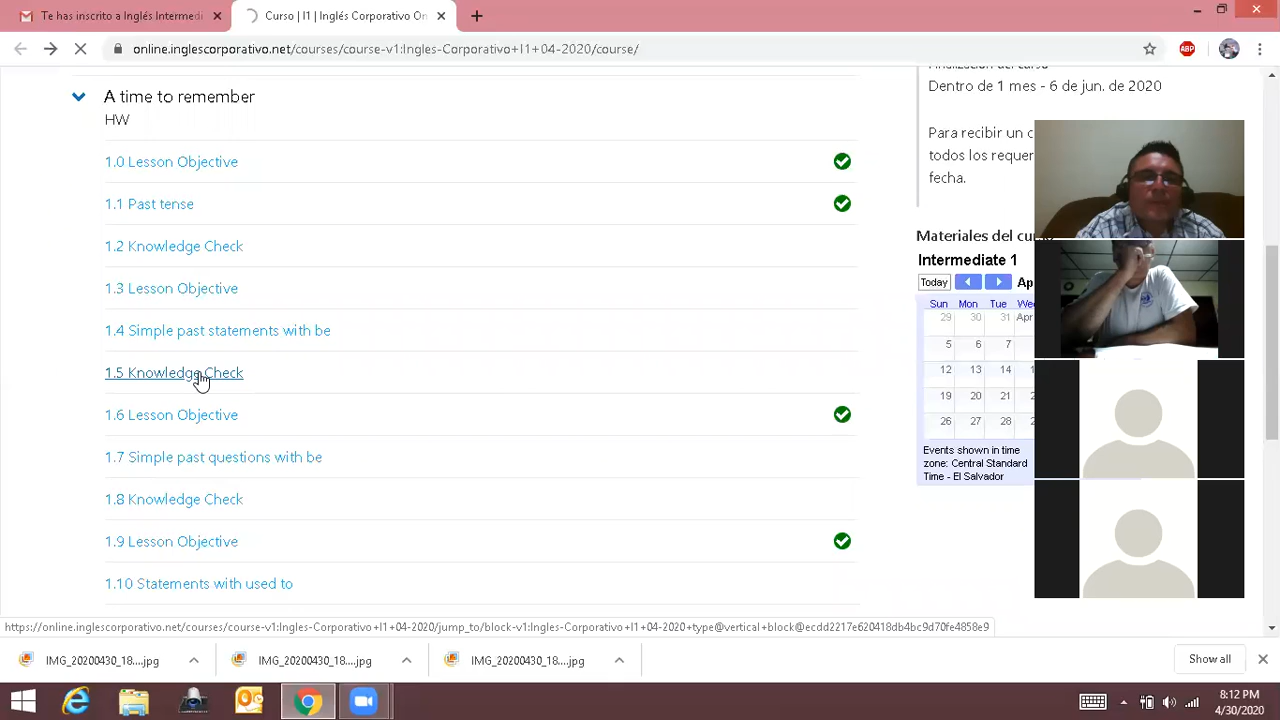 Te has inscrito a Inglés Intermedi
Curso | I1 | Inglés Corporativo On
online.inglescorporativo.net/courses/course-v1:Ingles-Corporativo+I1+04-2020/course/
ABP
Finalización del curso
A time to remember
HW
Dentro de 1 mes - 6 de jun. de 2020
Para recibir un c
todos los requer
fecha.
1.0 Lesson Objective
1.1 Past tense
1.2 Knowledge Check
1.3 Lesson Objective
1.4 Simple past statements with be
1.5 Knowledge Check
1.6 Lesson Objective
1.7 Simple past questions with be
1.8 Knowledge Check
1.9 Lesson Objective
1.10 Statements with used to
Materiales del curso
Intermediate 1
Today
Ap
Sun Mon Tue We
29 30 31 Apr
5 6 7
12 13 14
19 20 21
26 27 28
Events shown in time
zone: Central Standard
Time - El Salvador
https://online.inglescorporativo.net/courses/course-v1:Ingles-Corporativo+I1+04-2020/jump_to/block-v1:Ingles-Corporativo+I1+04-2020+type@vertical+block@ecdd2217e620418db4bc9d70fe4858e9
IMG_20200430_18....jpg
IMG_20200430_18....jpg
IMG_20200430_18....jpg
Show all
8:12 PM
4/30/2020